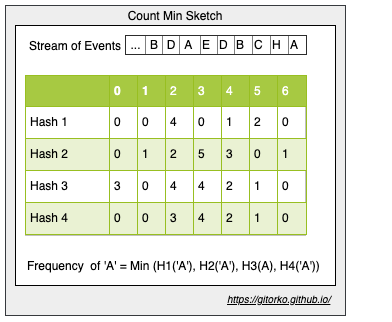 Count Min Sketch
Stream of Events ... B D A E D B C H A
0 1 2 3 4 5 6
Hash 1 0 0 4 0 1 2 0
Hash 2 0 1 2 5 3 0 1
Hash 3 3 0 4 4 2 1 0
Hash 4 0 0 3 4 2 1 0
Frequency of 'A' = Min (H1('A'), H2('A'), H3(A), H4('A'))
https://gitorko.github.io/